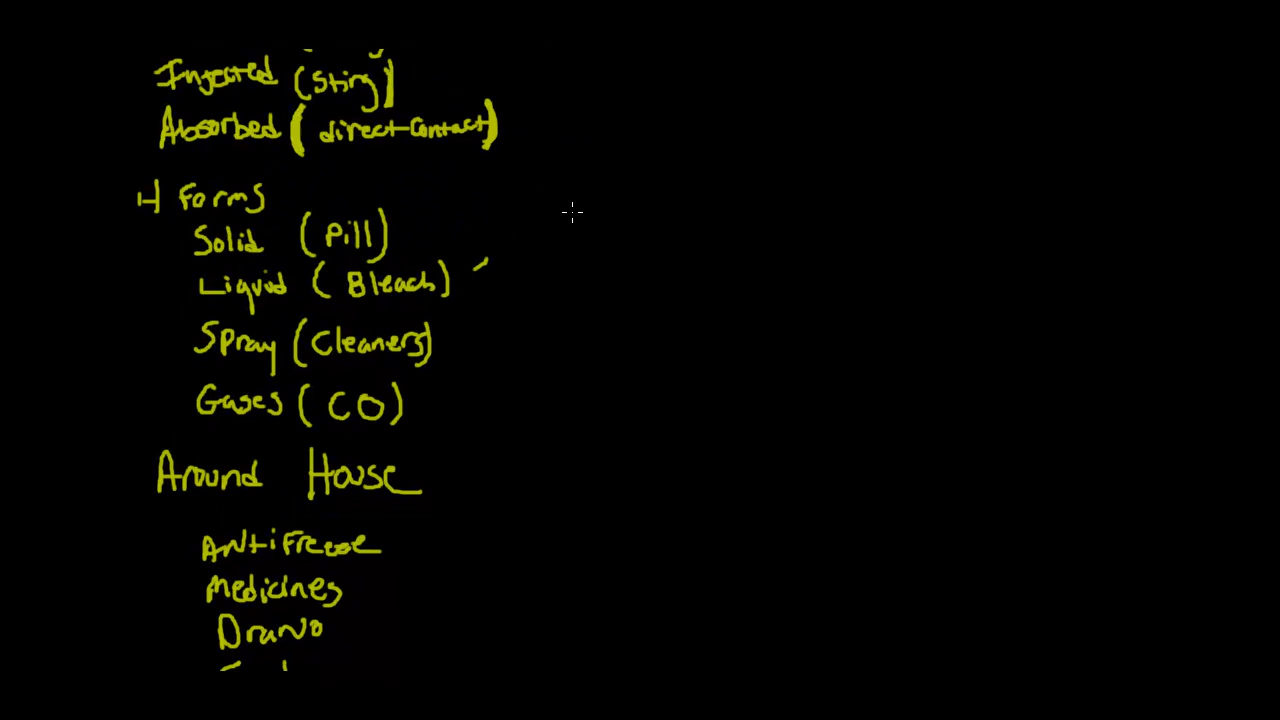 Injected (Sting)
Absorbed (direct contact)
4 Forms
Solid (Pill)
Liquid (Bleach)
Spray (Cleaners)
Gases (CO)
Around House
Antifreeze
Medicines
Drano